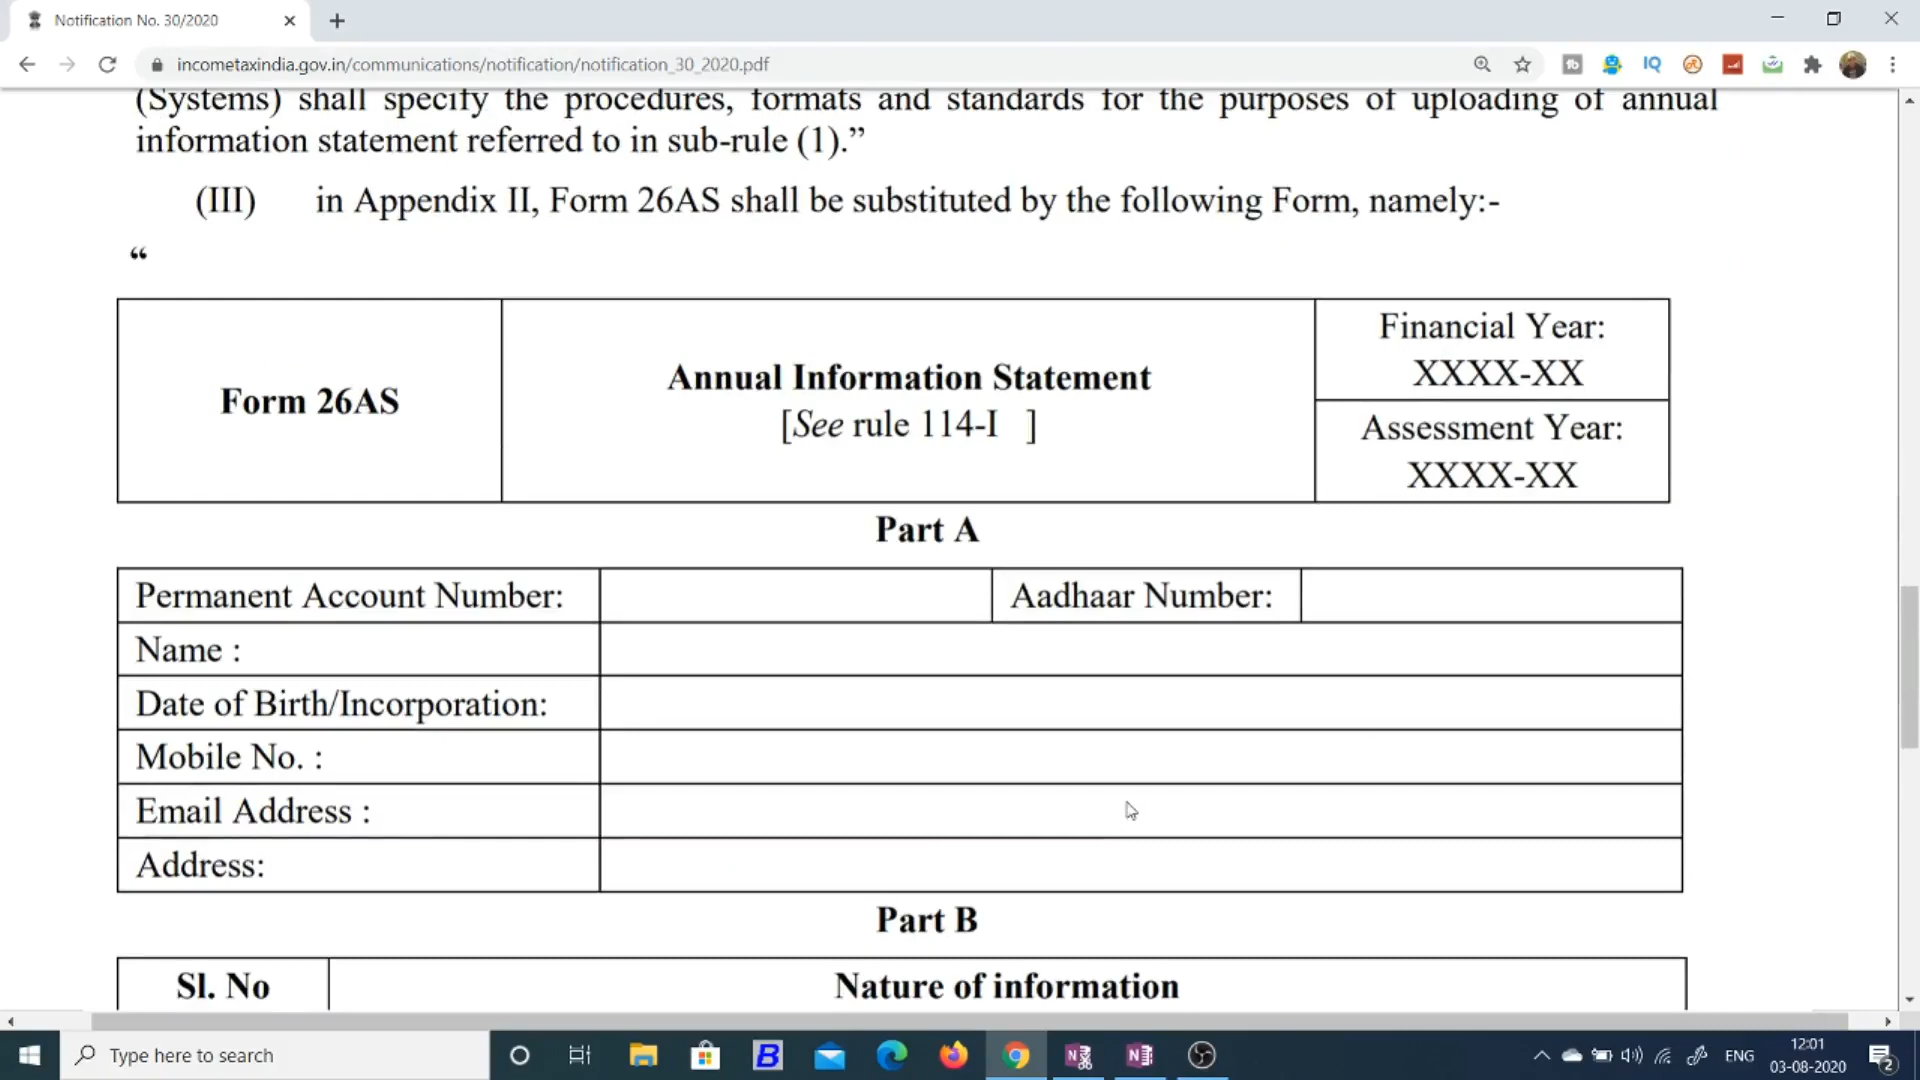 Notification No. 30/2020
incometaxindia.gov.in/communications/notification/notification_30_2020.pdf
(Systems) shall specify the procedures, formats and standards for the purposes of uploading of annual
information statement referred to in sub-rule (1).”
(III) in Appendix II, Form 26AS shall be substituted by the following Form, namely:-
“
Form 26AS
Annual Information Statement
[See rule 114-I ]
Financial Year:
XXXX-XX
Assessment Year:
XXXX-XX
Part A
Permanent Account Number: Aadhaar Number:
Name :
Date of Birth/Incorporation:
Mobile No. :
Email Address :
Address:
Part B
Sl. No Nature of information
Type here to search
ENG
12:01
03-08-2020
2